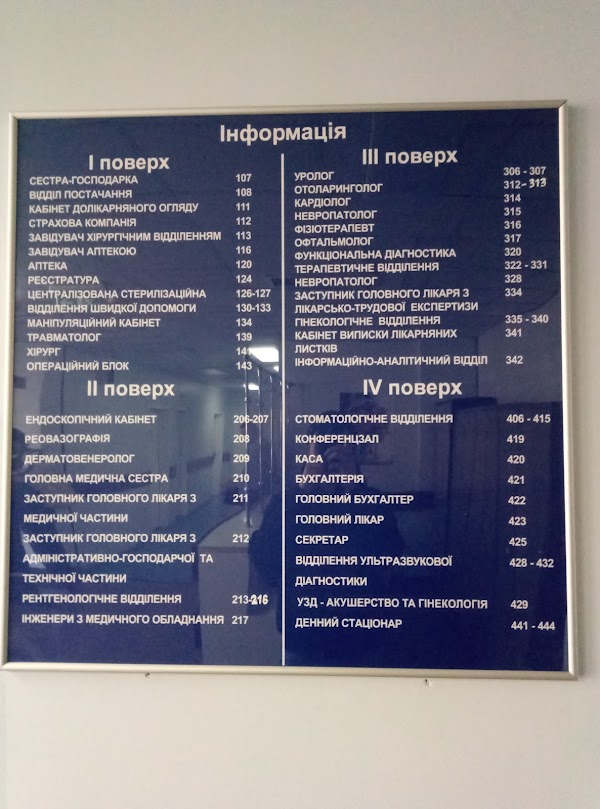 Інформація
І поверх
СЕСТРА-ГОСПОДАРКА 107
ВІДДІЛ ПОСТАЧАННЯ 108
КАБІНЕТ ДОЛІКАРНЯНОГО ОГЛЯДУ 111
СТРАХОВА КОМПАНІЯ 112
ЗАВІДУВАЧ ХІРУРГІЧНИМ ВІДДІЛЕННЯМ 113
ЗАВІДУВАЧ АПТЕКОЮ 116
АПТЕКА 120
РЕЄСТРАТУРА 124
ЦЕНТРАЛІЗОВАНА СТЕРИЛІЗАЦІЙНА 126-127
ВІДДІЛЕННЯ ШВИДКОЇ ДОПОМОГИ 130-133
МАНІПУЛЯЦІЙНИЙ КАБІНЕТ 134
ТРАВМАТОЛОГ 139
ХІРУРГ 141
ОПЕРАЦІЙНИЙ БЛОК 143
ІІ поверх
ЕНДОСКОПІЧНИЙ КАБІНЕТ 206-207
РЕОВАЗОГРАФІЯ 208
ДЕРМАТОВЕНЕРОЛОГ 209
ГОЛОВНА МЕДИЧНА СЕСТРА 210
ЗАСТУПНИК ГОЛОВНОГО ЛІКАРЯ З 211
МЕДИЧНОЇ ЧАСТИНИ
ЗАСТУПНИК ГОЛОВНОГО ЛІКАРЯ З 212
АДМІНІСТРАТИВНО-ГОСПОДАРЧОЇ ТА
ТЕХНІЧНОЇ ЧАСТИНИ
РЕНТГЕНОЛОГІЧНЕ ВІДДІЛЕННЯ 213-216
ІНЖЕНЕРИ З МЕДИЧНОГО ОБЛАДНАННЯ 217
ІІІ поверх
УРОЛОГ 306 - 307
ОТОЛАРИНГОЛОГ 312 - 313
КАРДІОЛОГ 314
НЕВРОПАТОЛОГ 315
ФІЗІОТЕРАПЕВТ 316
ОФТАЛЬМОЛОГ 317
ФУНКЦІОНАЛЬНА ДІАГНОСТИКА 320
ТЕРАПЕВТИЧНЕ ВІДДІЛЕННЯ 322 - 331
НЕВРОПАТОЛОГ 328
ЗАСТУПНИК ГОЛОВНОГО ЛІКАРЯ З 334
ЛІКАРСЬКО-ТРУДОВОЇ ЕКСПЕРТИЗИ
ГІНЕКОЛОГІЧНЕ ВІДДІЛЕННЯ 335 - 340
КАБІНЕТ ВИПИСКИ ЛІКАРНЯНИХ 341
ЛИСТКІВ
ІНФОРМАЦІЙНО-АНАЛІТИЧНИЙ ВІДДІЛ 342
IV поверх
СТОМАТОЛОГІЧНЕ ВІДДІЛЕННЯ 406 - 415
КОНФЕРЕНЦЗАЛ 419
КАСА 420
БУХГАЛТЕРІЯ 421
ГОЛОВНИЙ БУХГАЛТЕР 422
ГОЛОВНИЙ ЛІКАР 423
СЕКРЕТАР 425
ВІДДІЛЕННЯ УЛЬТРАЗВУКОВОЇ 428 - 432
ДІАГНОСТИКИ
УЗД - АКУШЕРСТВО ТА ГІНЕКОЛОГІЯ 429
ДЕННИЙ СТАЦІОНАР 441 - 444